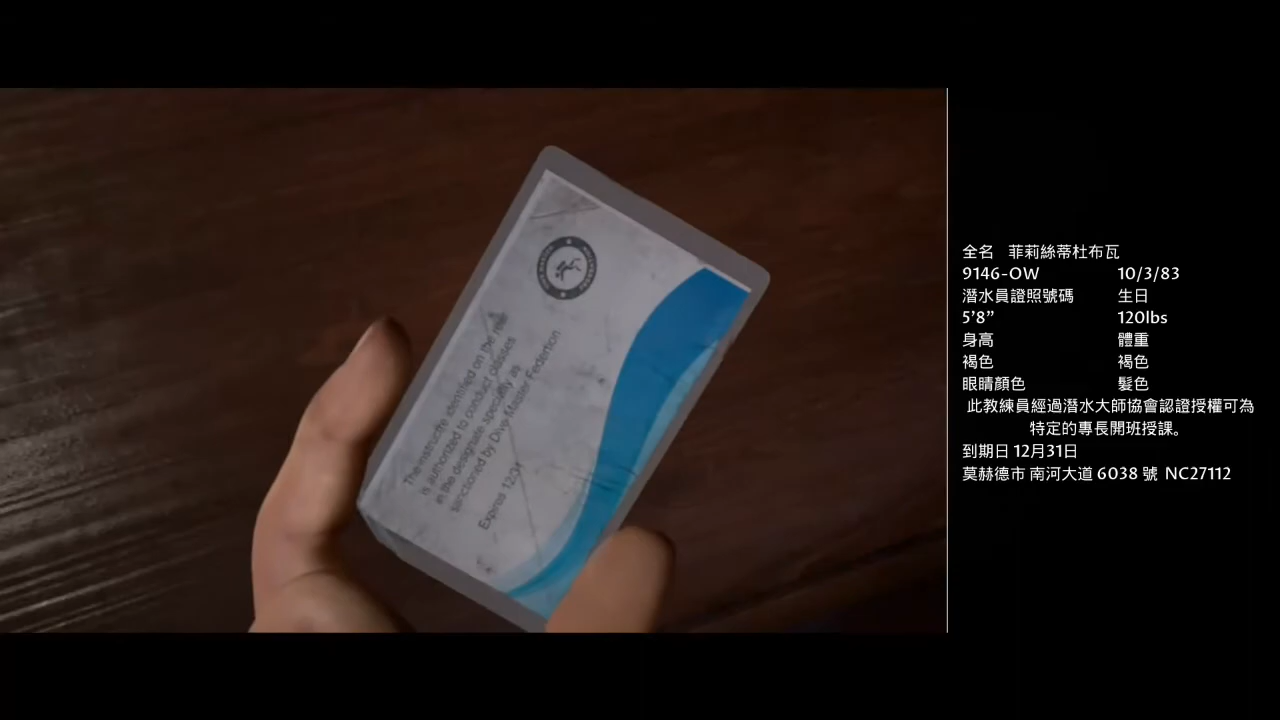 The instructre identified on the reer
is authorized to conduct classes
in the designate specialty as
sanctioned by Dive Meister Federtion
Expires 12/31
全名 菲莉絲蒂杜布瓦
9146-OW 10/3/83
潛水員證照號碼 生日
5’8” 120lbs
身高 體重
褐色 褐色
眼睛顏色 髮色
此教練員經過潛水大師協會認證授權可為
特定的專長開班授課。
到期日 12月31日
莫赫德市 南河大道 6038 號 NC27112